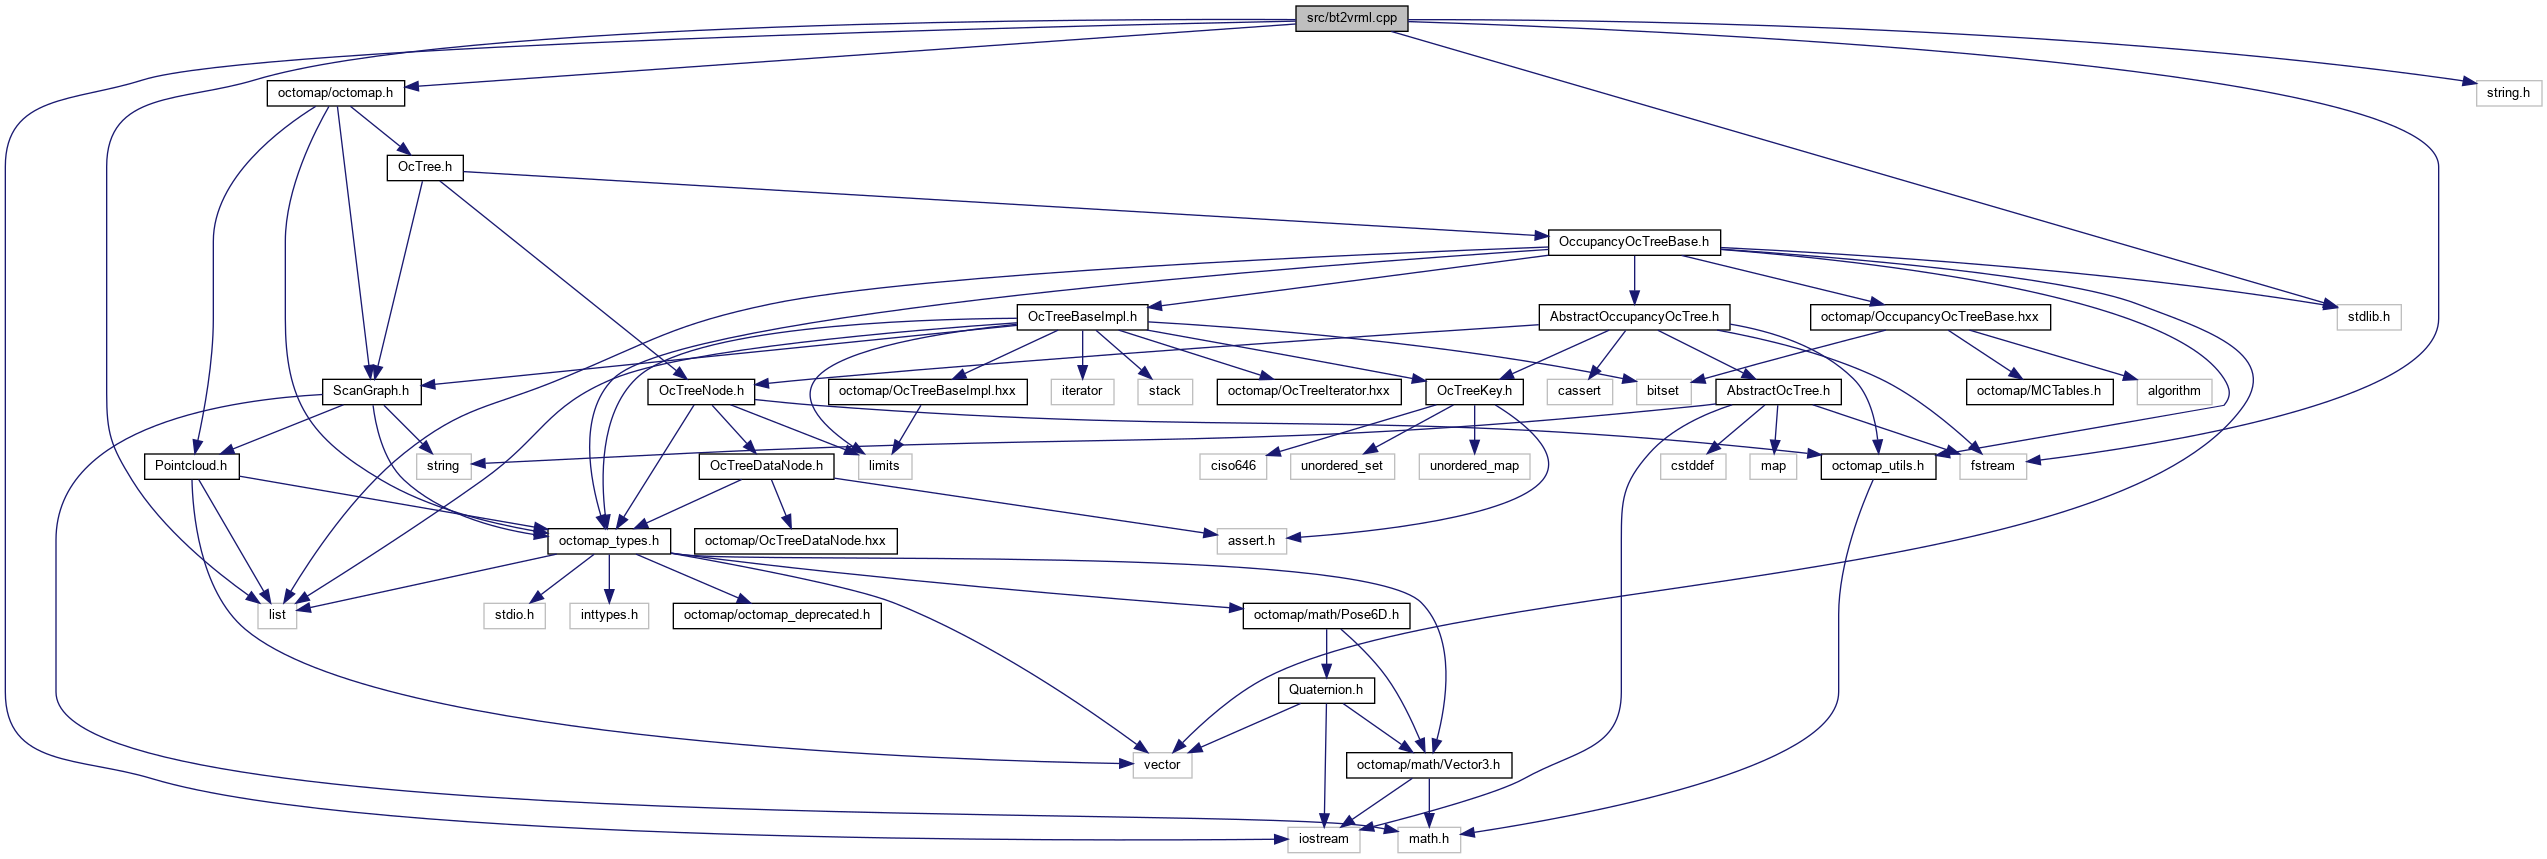 src/bt2vrml.cpp
octomap/octomap.h
string.h
OcTree.h
OccupancyOcTreeBase.h
OcTreeBaseImpl.h
AbstractOccupancyOcTree.h
octomap/OccupancyOcTreeBase.hxx
stdlib.h
ScanGraph.h
OcTreeNode.h
octomap/OcTreeBaseImpl.hxx
iterator
stack
octomap/OcTreeIterator.hxx
OcTreeKey.h
cassert
bitset
AbstractOcTree.h
octomap/MCTables.h
algorithm
Pointcloud.h
string
OcTreeDataNode.h
limits
ciso646
unordered_set
unordered_map
cstddef
map
octomap_utils.h
fstream
octomap_types.h
octomap/OcTreeDataNode.hxx
assert.h
list
stdio.h
inttypes.h
octomap/octomap_deprecated.h
octomap/math/Pose6D.h
Quaternion.h
vector
octomap/math/Vector3.h
iostream
math.h